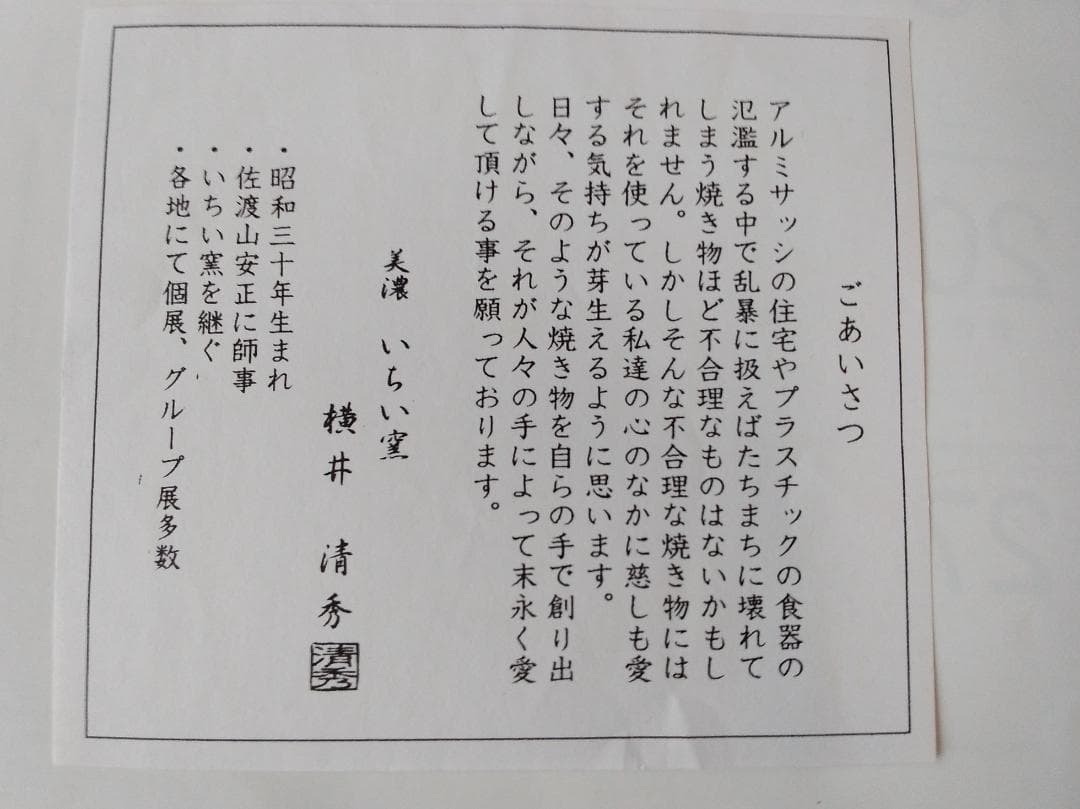 ごあいさつ
アルミサッシの住宅やプラスチックの食器の
氾濫する中で乱暴に扱えばたちまちに壊れて
しまう焼き物ほど不合理なものはないかもし
れません。しかしそんな不合理な焼き物には
それを使っている私達の心のなかに慈しも愛
する気持ちが芽生えるように思います。
日々、そのような焼き物を自らの手で創り出
しながら、それが人々の手によって末永く愛
して頂ける事を願っております。
美濃 いちい窯
横井 清秀
清秀
・昭和三十年生まれ
・佐渡山安正に師事
・いちい窯を継ぐ
・各地にて個展、グループ展多数